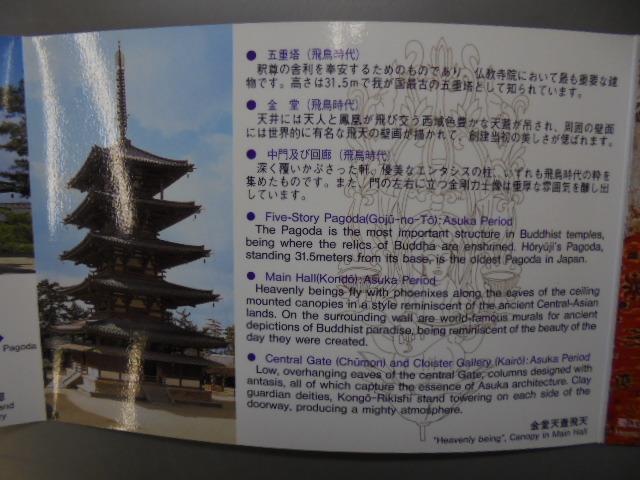 ● 五重塔（飛鳥時代）
釈尊の舎利を奉安するためのものであり、仏教寺院において最も重要な建
物です。高さは31.5mで我が国最古の五重塔として知られています。
● 金 堂（飛鳥時代）
天井には天人と鳳凰が飛び交う西域色豊かな天蓋が吊され、周囲の壁面
には世界的に有名な飛天の壁画が描かれて、創建当初の美しさが偲ばれます。
● 中門及び回廊（飛鳥時代）
深く覆いかぶさった軒、優美なエンタシスの柱、いずれも飛鳥時代の粋を
集めたものです。また、門の左右に立つ金剛力士像は重厚な雰囲気を醸し出
しています。
● Five-Story Pagoda(Gojū-no-Tō):Asuka Period
The Pagoda is the most important structure in Buddhist temples,
being where the relics of Buddha are enshrined. Hōryūji's Pagoda,
standing 31.5meters from its base, is the oldest Pagoda in Japan.
● Main Hall(Kondō):Asuka Period
Heavenly beings fly with phoenixes along the eaves of the ceiling
mounted canopies in a style reminiscent of the ancient Central-Asian
lands. On the surrounding wall are world-famous murals for ancient
depictions of Buddhist paradise, being reminiscent of the beauty of the
day they were created.
● Central Gate (Chūmon) and Cloister Gallery (Kairō):Asuka Period
Low, overhanging eaves of the central Gate, columns designed with
antasis, all of which capture the essence of Asuka architecture. Clay
guardian deities, Kongō-Rikishi stand towering on each side of the
doorway, producing a mighty atmosphere.
金堂天蓋飛天
"Heavenly being", Canopy in Main Hall
Pagoda